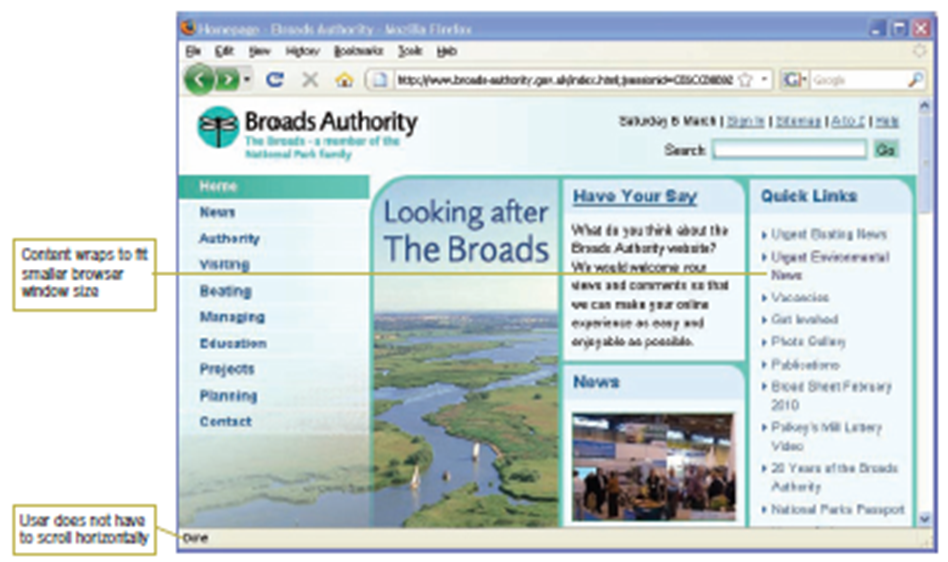 Homepage - Broads Authority - Mozilla Firefox
File Edit View History Bookmarks Tools Help
Google
Broads Authority
The Broads - a member of the
National Park family
Saturday 6 March | Sign In | Sitemap | A to Z | Help
Search
Go
Home
News
Authority
Visiting
Boating
Managing
Education
Projects
Planning
Contact
Looking after
The Broads
Have Your Say
What do you think about the
Broads Authority website?
We would welcome your
views and comments so that
we can make your online
experience as easy and
enjoyable as possible.
News
Quick Links
Urgent Boating News
Urgent Environmental
News
Vacancies
Get Involved
Photo Gallery
Publications
Broad Sheet February
2010
Mill Lottery
Video
20 Years of the Broads
Authority
National Parks Passport
Done
Content wraps to fit
smaller browser
window size
User does not have
to scroll horizontally